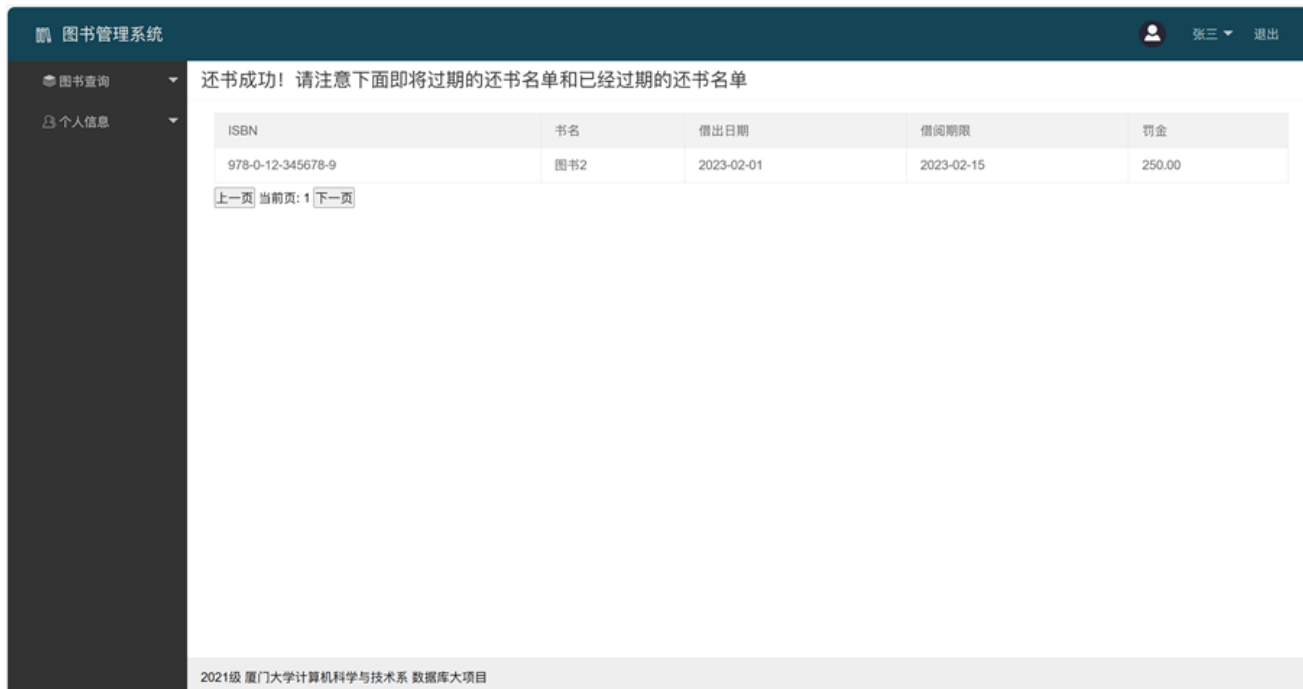 图书管理系统
张三 退出
图书查询
个人信息
还书成功！请注意下面即将过期的还书名单和已经过期的还书名单
ISBN 书名 借出日期 借阅期限 罚金
978-0-12-345678-9 图书2 2023-02-01 2023-02-15 250.00
上一页 当前页: 1 下一页
2021级 厦门大学计算机科学与技术系 数据库大项目